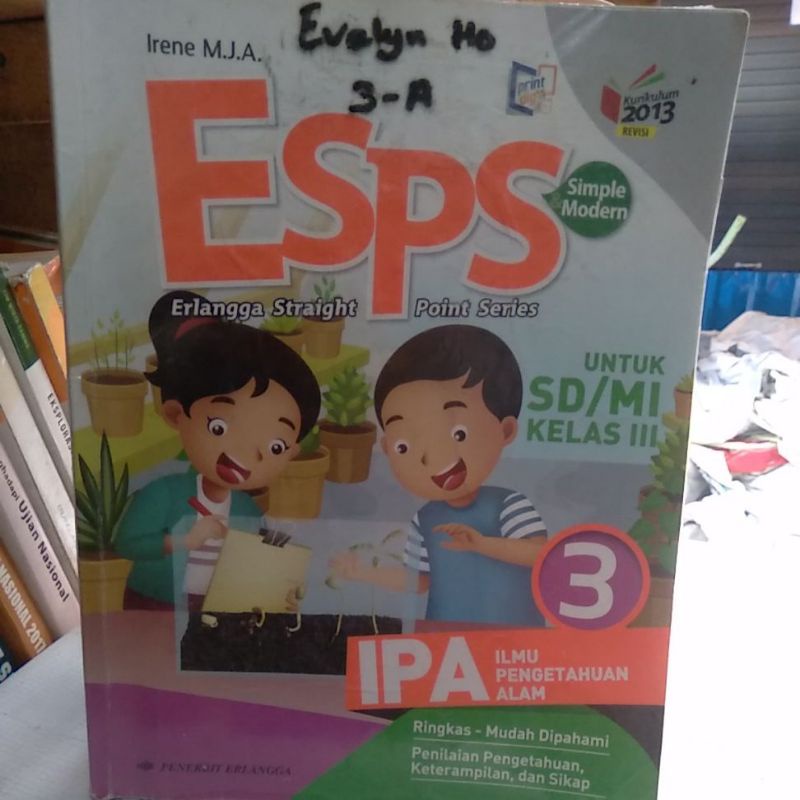 Irene M.J.A.
Evelyn Ho
3-A
print
Kurikulum
2013
REVISI
ESPS
Simple
Modern
Erlangga Straight Point Series
UNTUK
SD/MI
KELAS III
3
IPA
ILMU
PENGETAHUAN
ALAM
Ringkas - Mudah Dipahami
Penilaian Pengetahuan,
Keterampilan, dan Sikap
PENERBIT ERLANGGA
Ujian Nasional